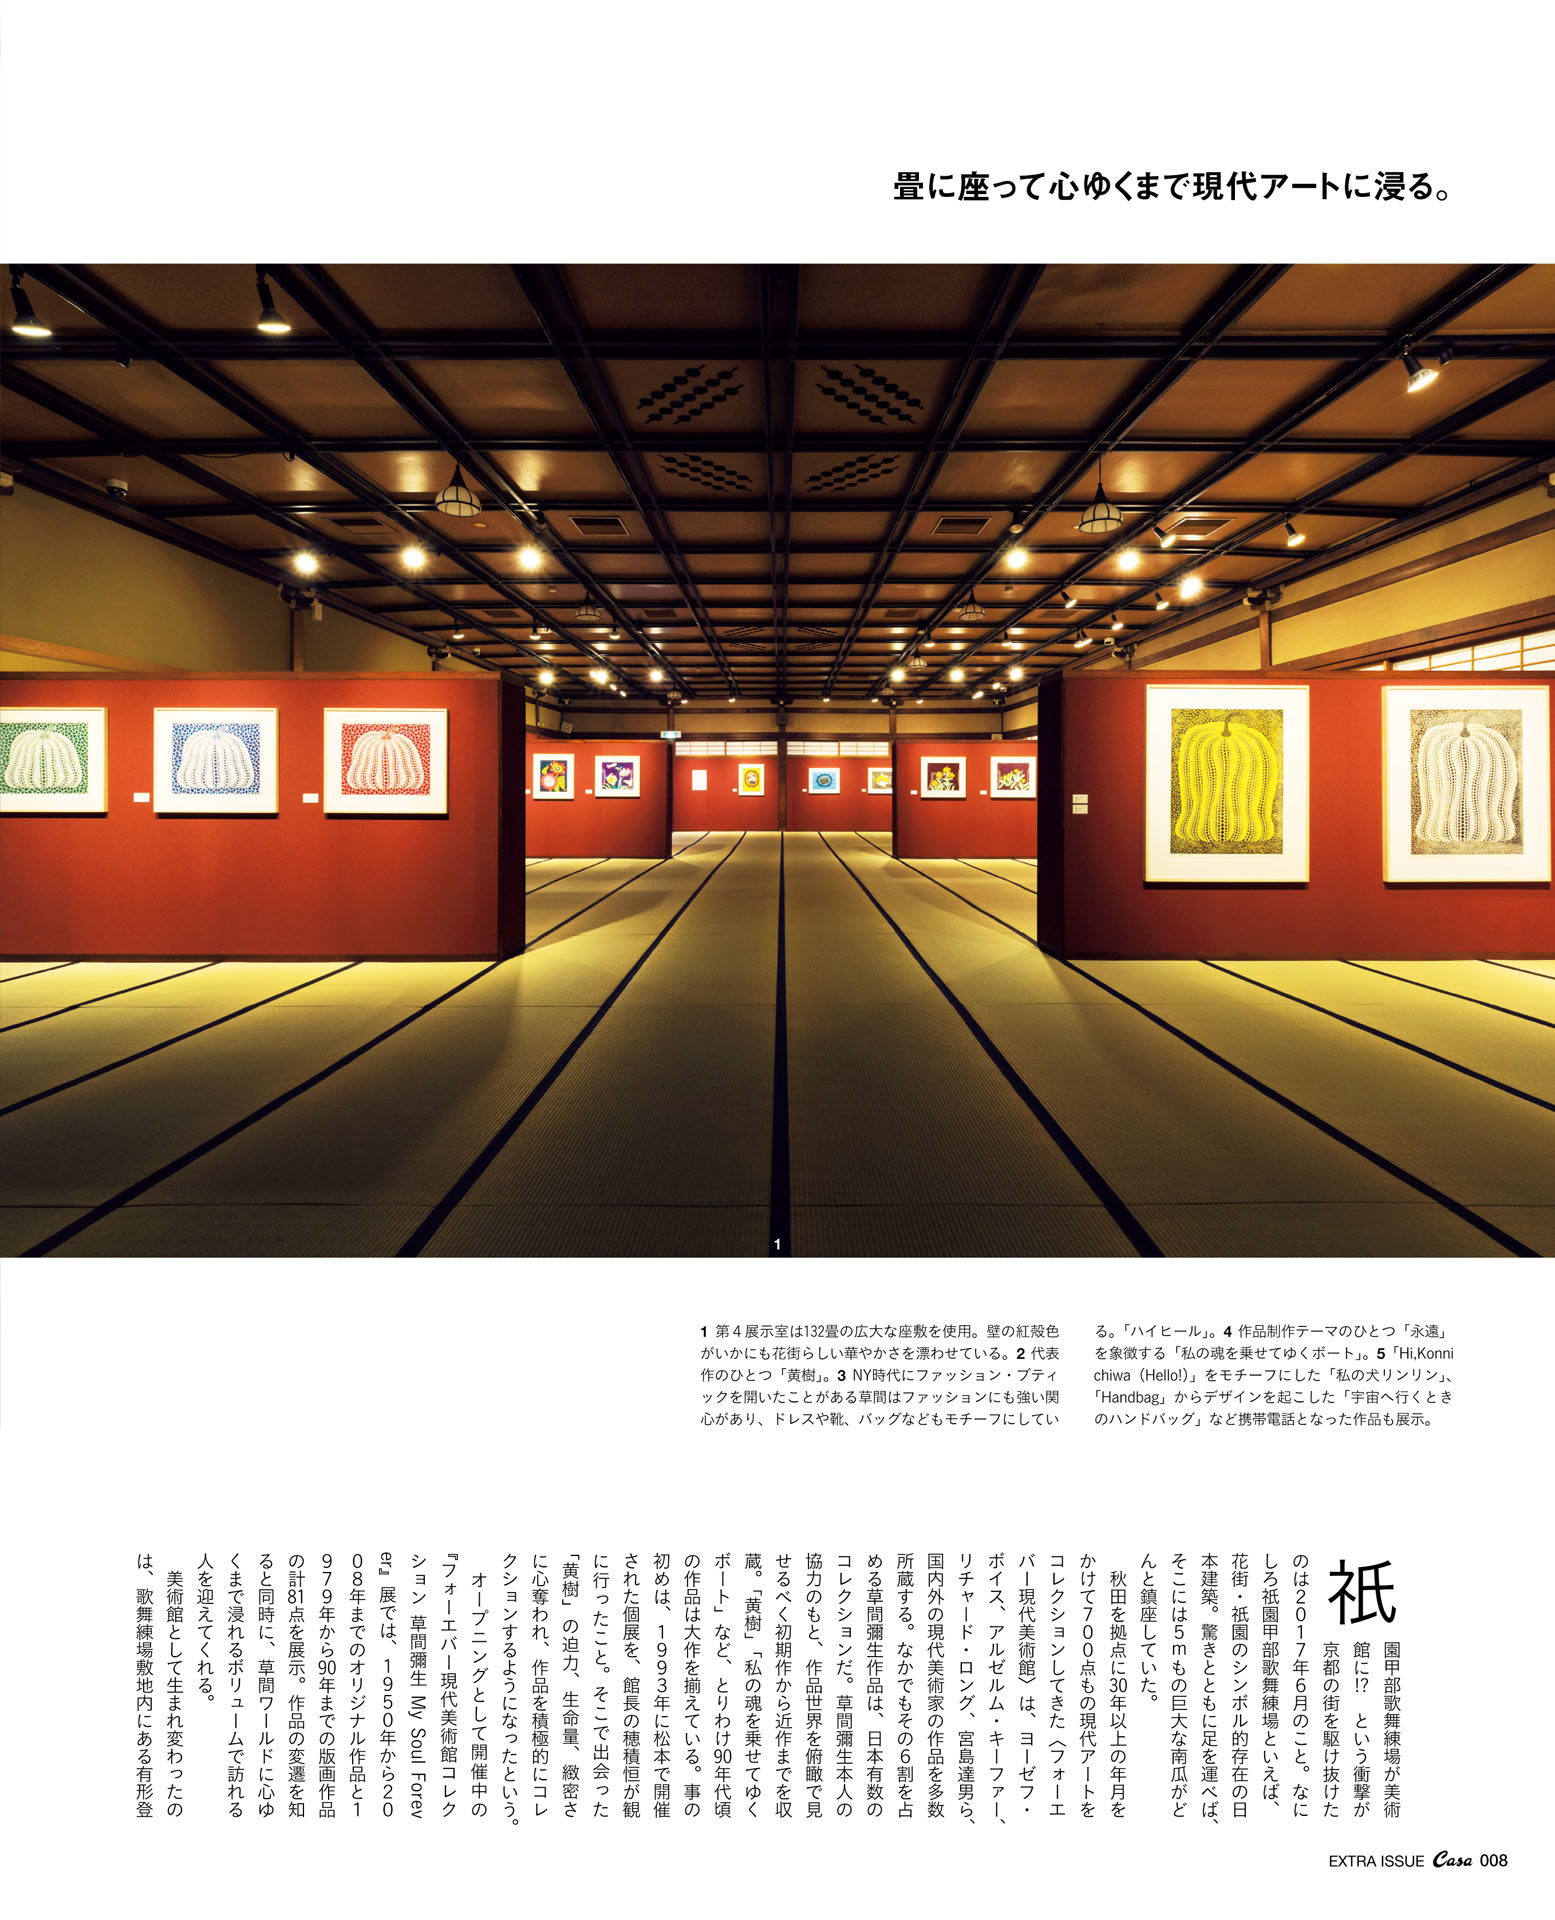 畳に座って心ゆくまで現代アートに浸る。
1
1 第4展示室は132畳の広大な座敷を使用。壁の紅殻色
がいかにも花街らしい華やかさを漂わせている。2 代表
作のひとつ「黄樹」。3 NY時代にファッション・ブティ
ックを開いたことがある草間はファッションにも強い関
心があり、ドレスや靴、バッグなどもモチーフにしてい
る。「ハイヒール」。4 作品制作テーマのひとつ「永遠」
を象徴する「私の魂を乗せてゆくボート」。5「Hi,Konni
chiwa（Hello!）」をモチーフにした「私の犬リンリン」、
「Handbag」からデザインを起こした「宇宙へ行くとき
のハンドバッグ」など携帯電話となった作品も展示。
祇
園甲部歌舞練場が美術
館に!?　という衝撃が
京都の街を駆け抜けた
のは2017年6月のこと。なに
しろ祇園甲部歌舞練場といえば、
花街・祇園のシンボル的存在の日
本建築。驚きとともに足を運べば、
そこには5mもの巨大な南瓜がど
んと鎮座していた。
秋田を拠点に30年以上の年月を
かけて700点もの現代アートを
コレクションしてきた〈フォーエ
バー現代美術館〉は、ヨーゼフ・
ボイス、アルゼルム・キーファー、
リチャード・ロング、宮島達男ら、
国内外の現代美術家の作品を多数
所蔵する。なかでもその6割を占
める草間彌生作品は、日本有数の
コレクションだ。草間彌生本人の
協力のもと、作品世界を俯瞰で見
せるべく初期作から近作までを収
蔵。「黄樹」「私の魂を乗せてゆく
ボート」など、とりわけ90年代頃
の作品は大作を揃えている。事の
初めは、1993年に松本で開催
された個展を、館長の穂積恒が観
に行ったこと。そこで出会った
「黄樹」の迫力、生命量、緻密さ
に心奪われ、作品を積極的にコレ
クションするようになったという。
オープニングとして開催中の
『フォーエバー現代美術館コレク
ション 草間彌生 My Soul Forev
er』展では、1950年から20
08年までのオリジナル作品と1
979年から90年までの版画作品
の計81点を展示。作品の変遷を知
ると同時に、草間ワールドに心ゆ
くまで浸れるボリュームで訪れる
人を迎えてくれる。
美術館として生まれ変わったの
は、歌舞練場敷地内にある有形登
EXTRA ISSUE Casa 008